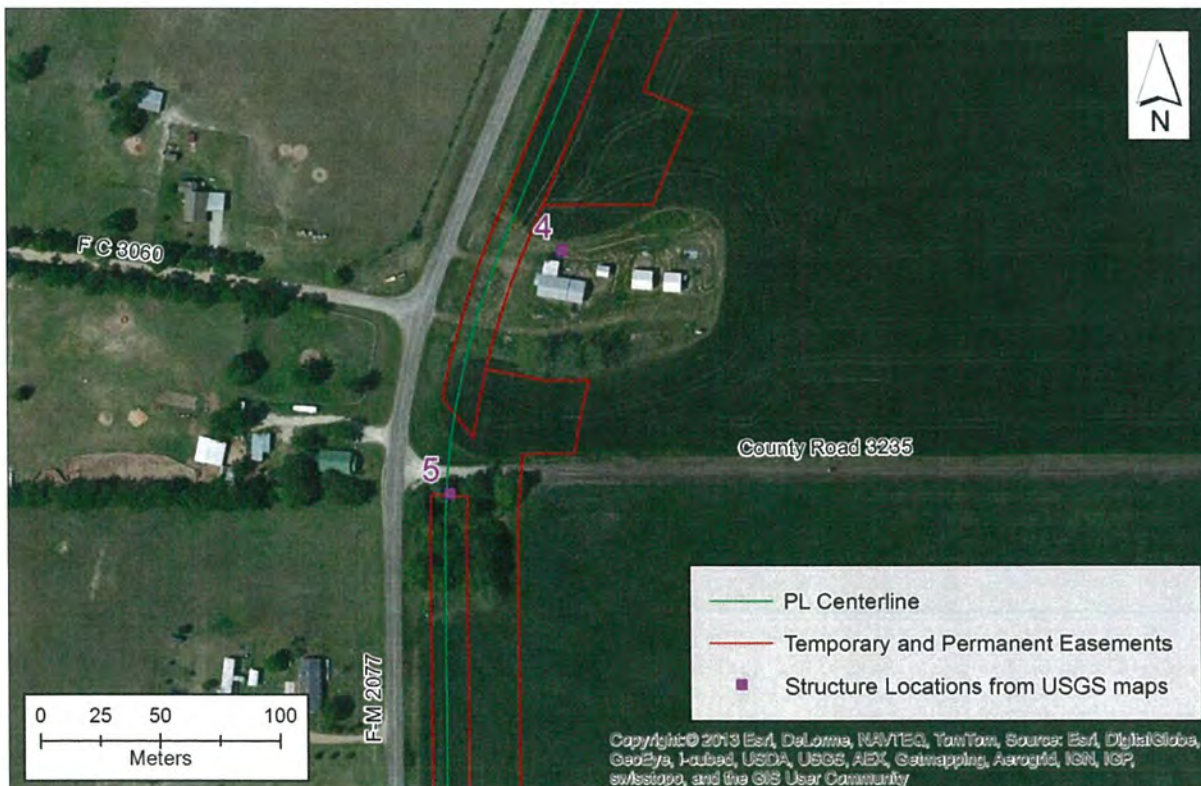 N
4
F C 3060
County Road 3235
5
PL Centerline
Temporary and Permanent Easements
Structure Locations from USGS maps
F-M 2077
0 25 50 100
Meters
Copyright:© 2013 Esri, DeLorme, NAVTEQ, TomTom, Source: Esri, DigitalGlobe,
GeoEye, i-cubed, USDA, USGS, AEX, Getmapping, Aerogrid, IGN, IGP,
swisstopo, and the GIS User Community